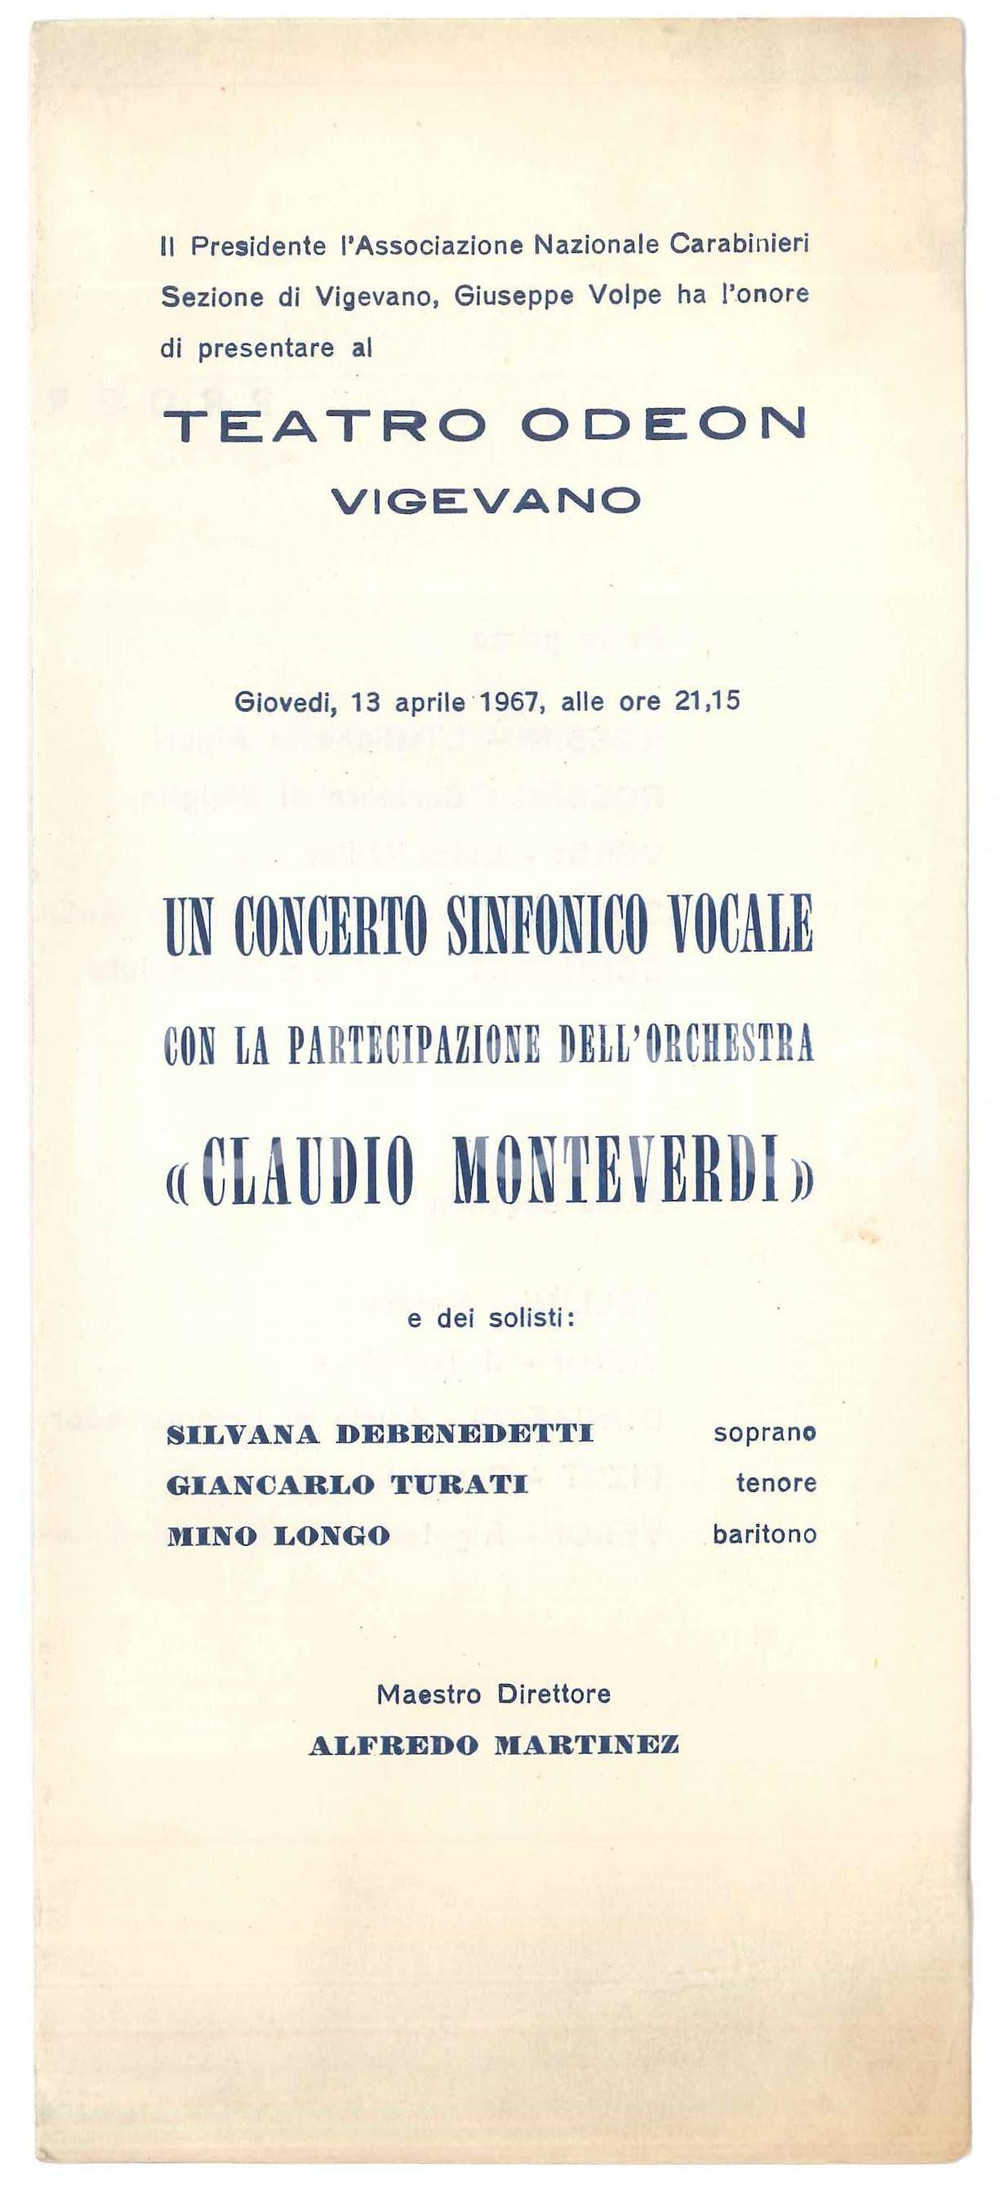 Il Presidente l'Associazione Nazionale Carabinieri
Sezione di Vigevano, Giuseppe Volpe ha l'onore
di presentare al
TEATRO ODEON
VIGEVANO
Giovedi, 13 aprile 1967, alle ore 21,15
UN CONCERTO SINFONICO VOCALE
CON LA PARTECIPAZIONE DELL'ORCHESTRA
« CLAUDIO MONTEVERDI »
e dei solisti:
SILVANA DEBENEDETTI soprano
GIANCARLO TURATI tenore
MINO LONGO baritono
Maestro Direttore
ALFREDO MARTINEZ